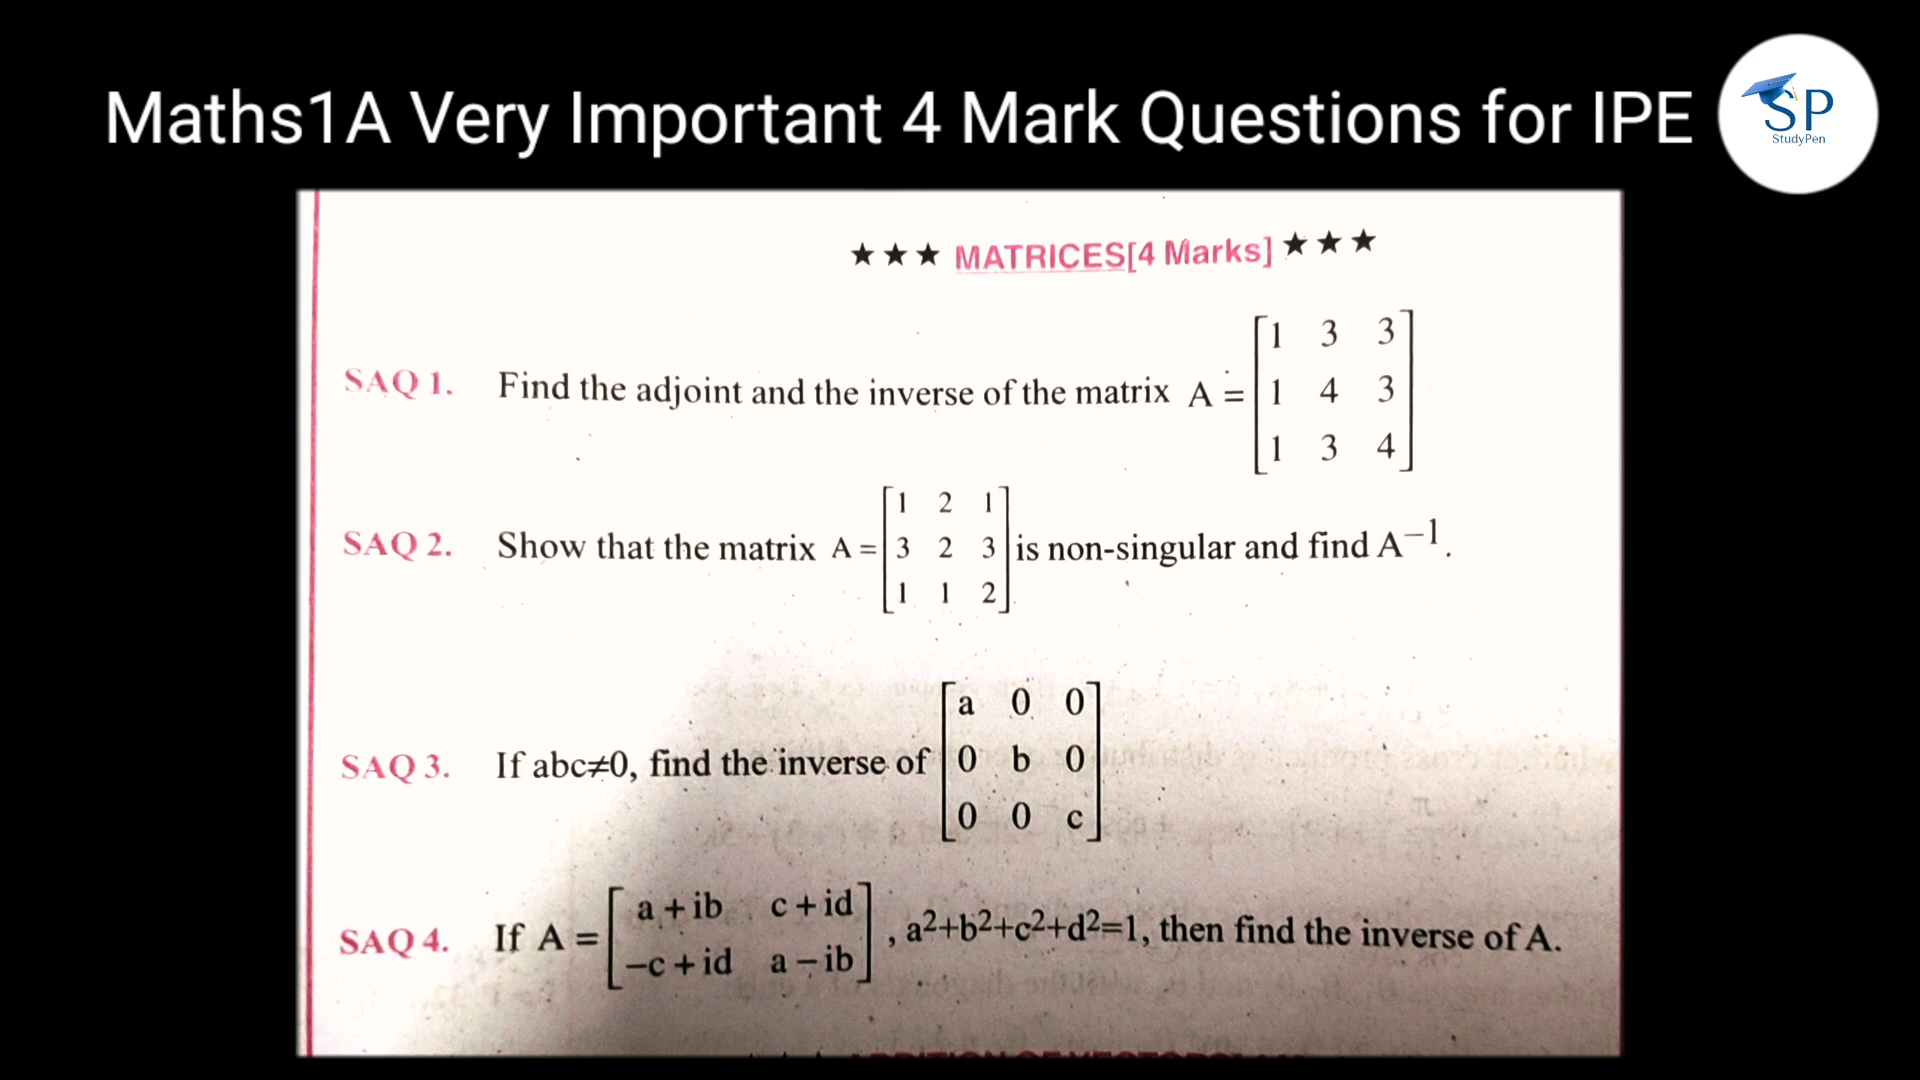 Maths1A Very Important 4 Mark Questions for IPE
SP
StudyPen
★★★ MATRICES[4 Marks] ★★★
SAQ 1. Find the adjoint and the inverse of the matrix A = [1 3 3
1 4 3
1 3 4]
SAQ 2. Show that the matrix A = [1 2 1
3 2 3
1 1 2] is non-singular and find A⁻¹.
SAQ 3. If abc≠0, find the inverse of [a 0 0
0 b 0
0 0 c]
SAQ 4. If A = [a+ib c+id
−c+id a−ib], a²+b²+c²+d²=1, then find the inverse of A.